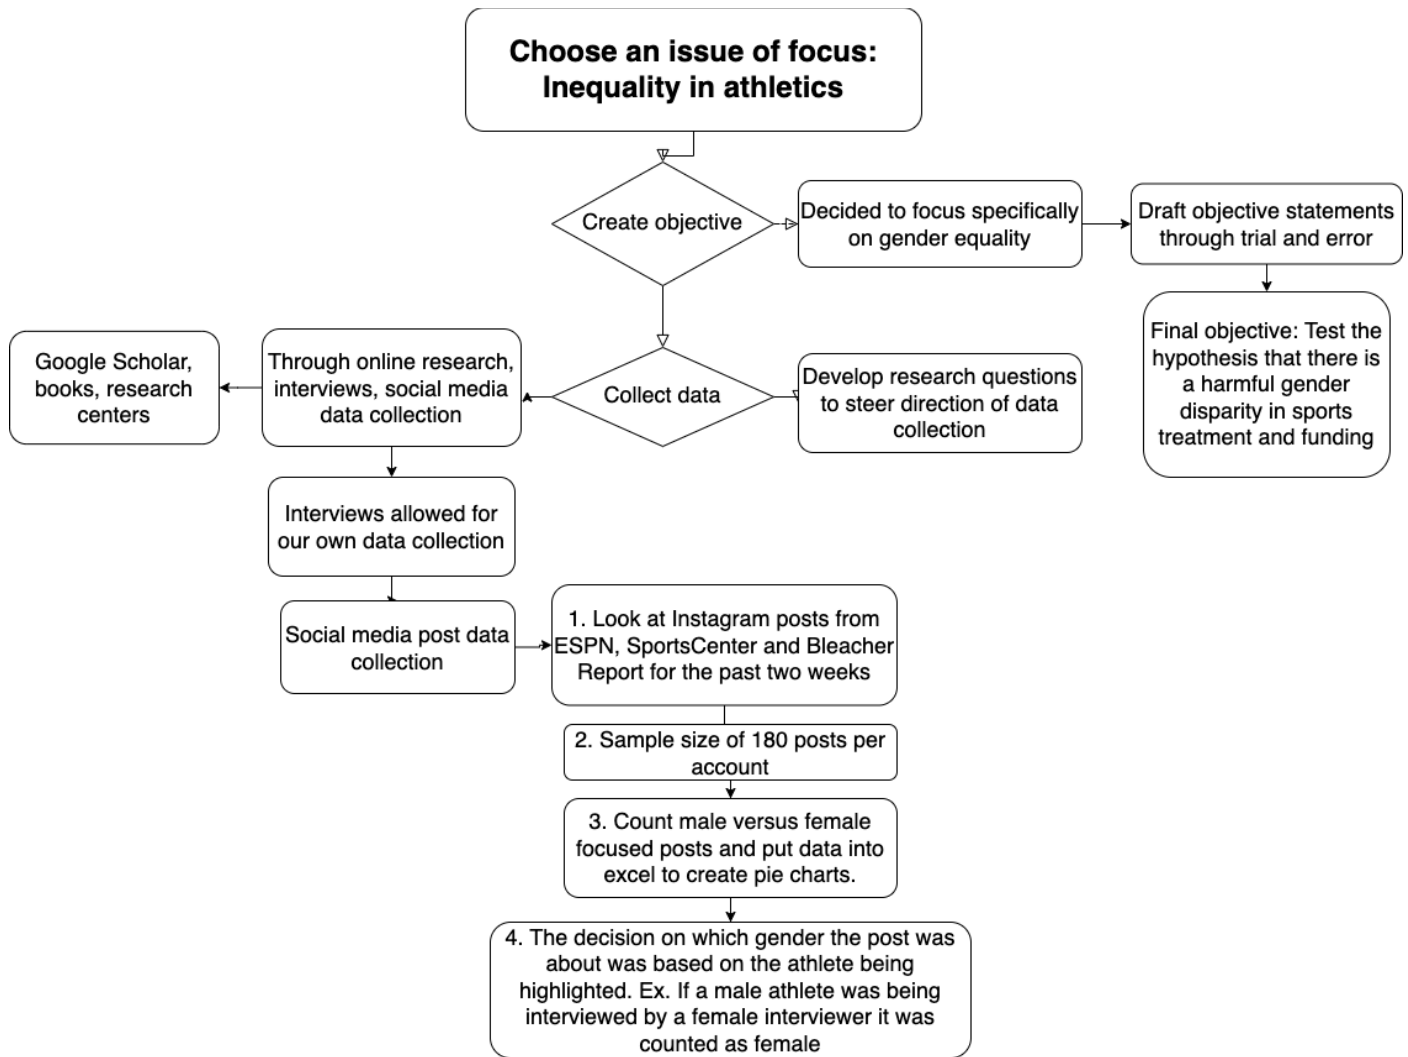 Choose an issue of focus:
Inequality in athletics
Create objective
Decided to focus specifically
on gender equality
Draft objective statements
through trial and error
Final objective: Test the
hypothesis that there is
a harmful gender
disparity in sports
treatment and funding
Collect data
Develop research questions
to steer direction of data
collection
Through online research,
interviews, social media
data collection
Google Scholar,
books, research
centers
Interviews allowed for
our own data collection
Social media post data
collection
1. Look at Instagram posts from
ESPN, SportsCenter and Bleacher
Report for the past two weeks
2. Sample size of 180 posts per
account
3. Count male versus female
focused posts and put data into
excel to create pie charts.
4. The decision on which gender the post was
about was based on the athlete being
highlighted. Ex. If a male athlete was being
interviewed by a female interviewer it was
counted as female